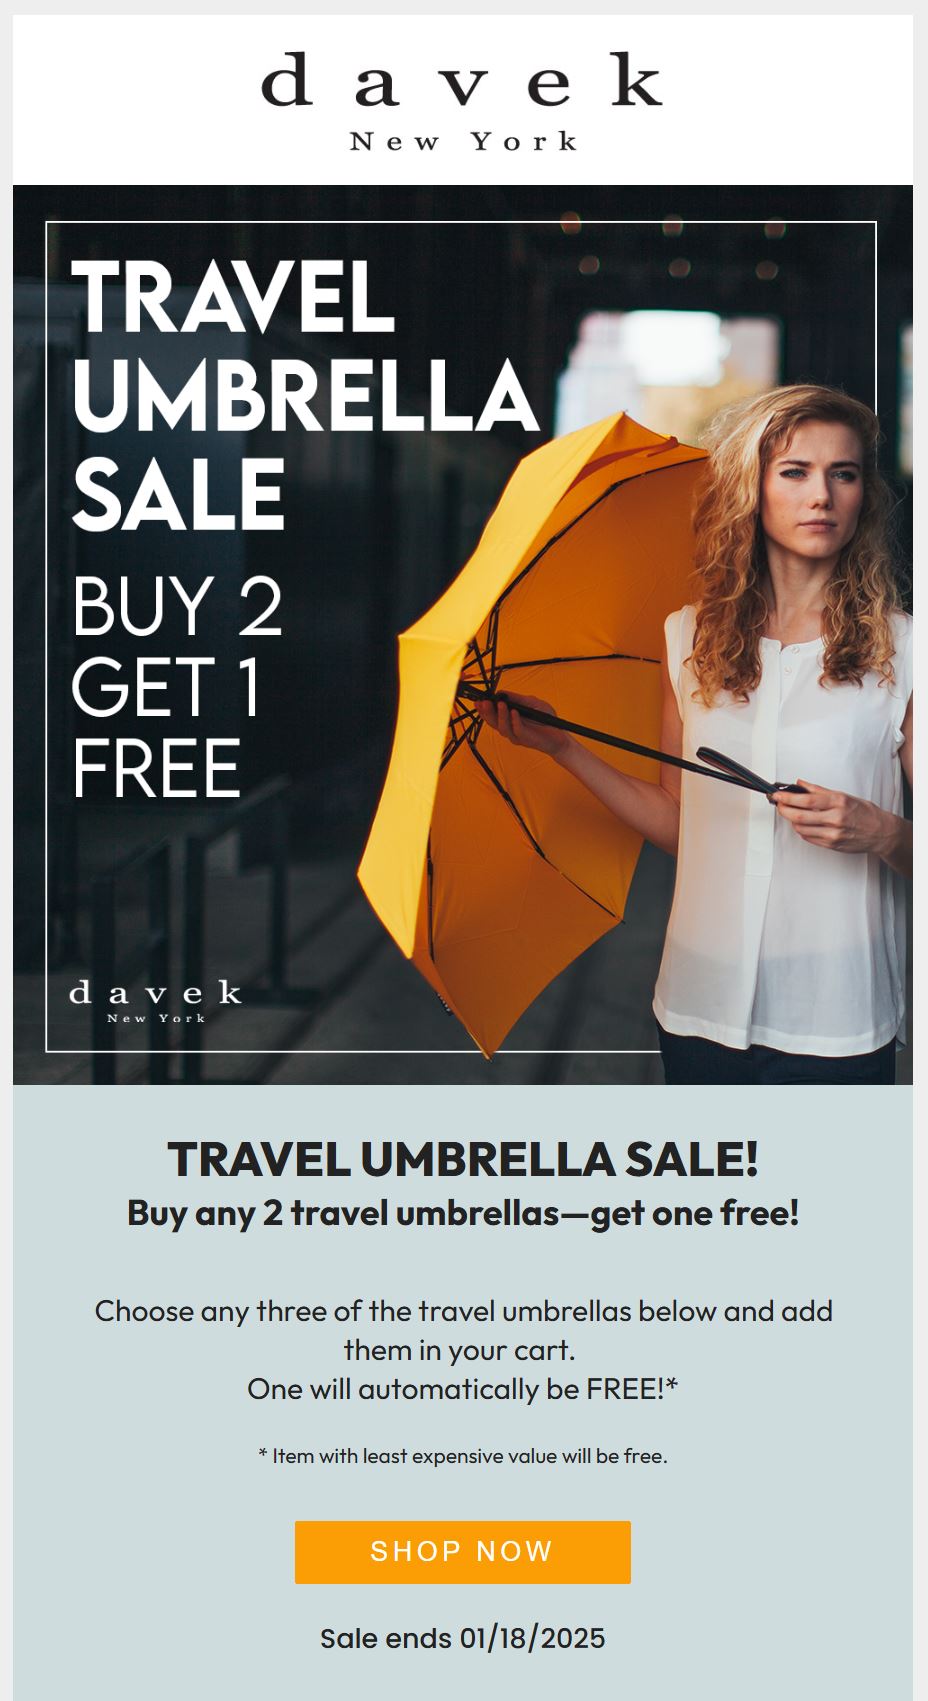 davek
New York
TRAVEL
UMBRELLA
SALE
BUY 2
GET 1
FREE
davek
New York
TRAVEL UMBRELLA SALE!
Buy any 2 travel umbrellas—get one free!
Choose any three of the travel umbrellas below and add
them in your cart.
One will automatically be FREE!*
* Item with least expensive value will be free.
SHOP NOW
Sale ends 01/18/2025